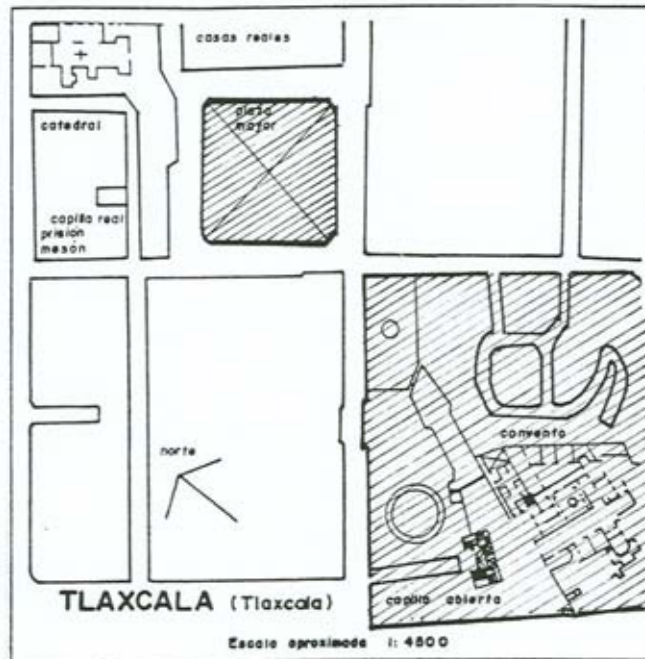 casas reales
plaza
mayor
catedral
capilla real
prisión
mesón
norte
convento
TLAXCALA (Tlaxcala)
capilla abierta
Escala aproximada 1: 4800